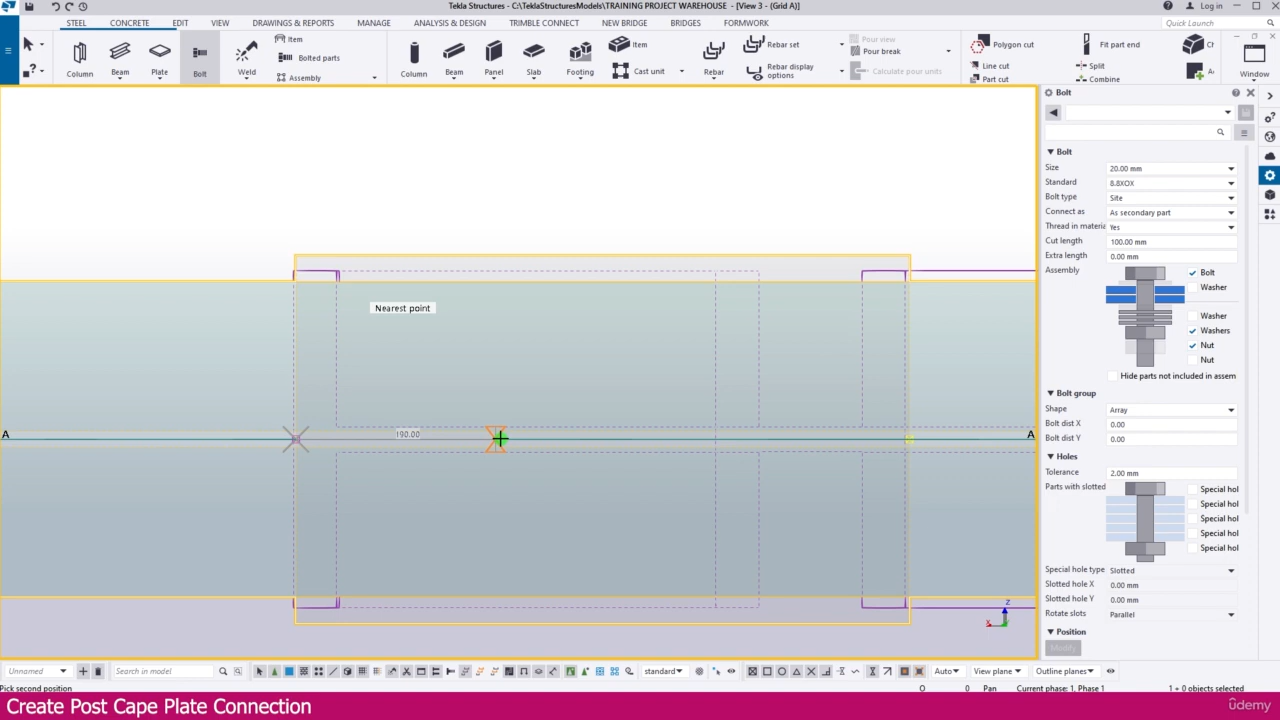 Tekla Structures - C:\TeklaStructuresModels\TRAINING PROJECT WAREHOUSE - [View 3 - (Grid A)]
Log in
STEEL CONCRETE EDIT VIEW DRAWINGS & REPORTS MANAGE ANALYSIS & DESIGN TRIMBLE CONNECT NEW BRIDGE BRIDGES FORMWORK
Quick Launch
Column Beam Plate Bolt Weld
Item
Bolted parts
Assembly
Column Beam Panel Slab Footing
Item
Cast unit
Rebar
Rebar set
Rebar display options
Pour view
Pour break
Calculate pour units
Polygon cut
Line cut
Part cut
Fit part end
Split
Combine
Window
Nearest point
A
190.00
A
z
x
Bolt
Bolt
Size 20.00 mm
Standard 8.8XOX
Bolt type Site
Connect as As secondary part
Thread in materia Yes
Cut length 100.00 mm
Extra length 0.00 mm
Assembly
Bolt
Washer
Washer
Washers
Nut
Nut
Hide parts not included in assem
Bolt group
Shape Array
Bolt dist X 0.00
Bolt dist Y 0.00
Holes
Tolerance 2.00 mm
Parts with slotted
Special hol
Special hol
Special hol
Special hol
Special hol
Special hole type Slotted
Slotted hole X 0.00 mm
Slotted hole Y 0.00 mm
Rotate slots Parallel
Position
Modify
Unnamed
Search in model
standard
Auto
View plane
Outline planes
Pick second position
O 0 Pan Current phase: 1, Phase 1 1 + 0 objects selected
Create Post Cape Plate Connection
ûdemy